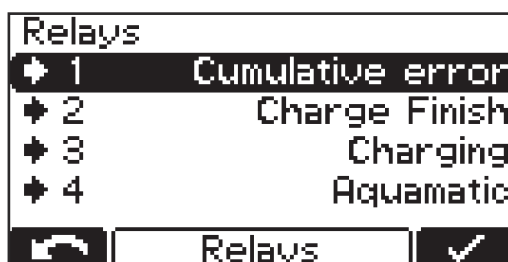 Relays
1 Cumulative error
2 Charge Finish
3 Charging
4 Aquamatic
Relays